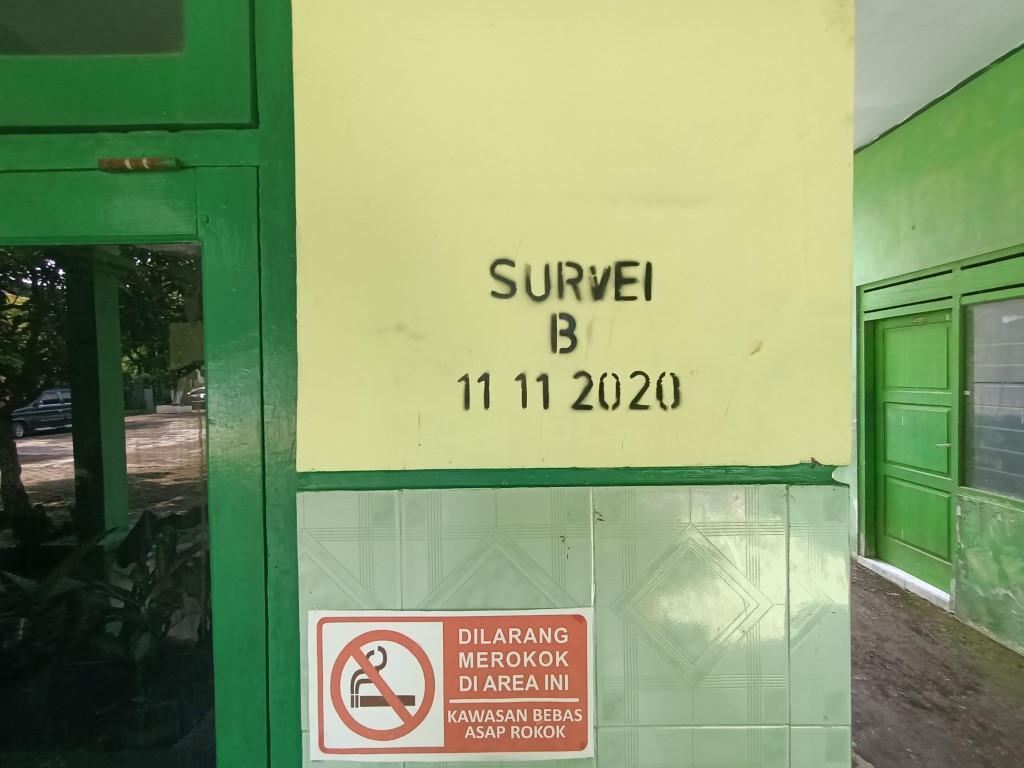 SURVEI
B
11 11 2020
DILARANG
MEROKOK
DI AREA INI
KAWASAN BEBAS
ASAP ROKOK